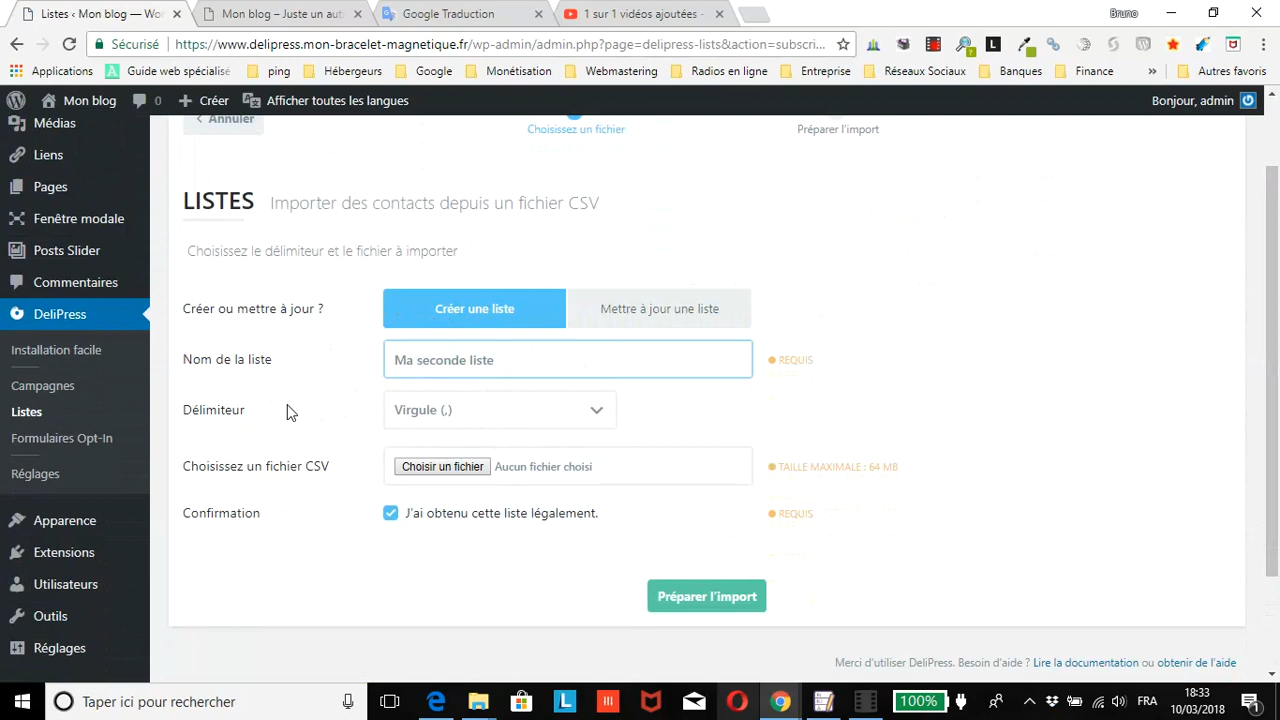 Listes ‹ Mon blog — Wor
Mon blog – Juste un aut
Google Traduction
1 sur 1 vidéos ajoutées -
Bruno
Sécurisé
https://www.delipress.mon-bracelet-magnetique.fr/wp-admin/admin.php?page=delipress-lists&action=subscri...
Applications
Guide web spécialisé
ping
Hébergeurs
Google
Monétisation
Webmastering
Radios en ligne
Entreprise
Réseaux Sociaux
Banques
Finance
»
Autres favoris
Mon blog
0
Créer
Afficher toutes les langues
Bonjour, admin
Médias
Liens
Pages
Fenêtre modale
Posts Slider
Commentaires
DeliPress
Installation facile
Campagnes
Listes
Formulaires Opt-In
Réglages
Apparence
Extensions
Utilisateurs
Outils
Réglages
Annuler
Choisissez un fichier
Préparer l'import
LISTES Importer des contacts depuis un fichier CSV
Choisissez le délimiteur et le fichier à importer
Créer ou mettre à jour ?
Créer une liste
Mettre à jour une liste
Nom de la liste
Ma seconde liste
REQUIS
Délimiteur
Virgule (,)
Choisissez un fichier CSV
Choisir un fichier Aucun fichier choisi
TAILLE MAXIMALE : 64 MB
Confirmation
J'ai obtenu cette liste légalement.
REQUIS
Préparer l'import
Merci d'utiliser DeliPress. Besoin d'aide ? Lire la documentation ou obtenir de l'aide
Taper ici pour rechercher
100%
FRA
18:33
10/03/2018